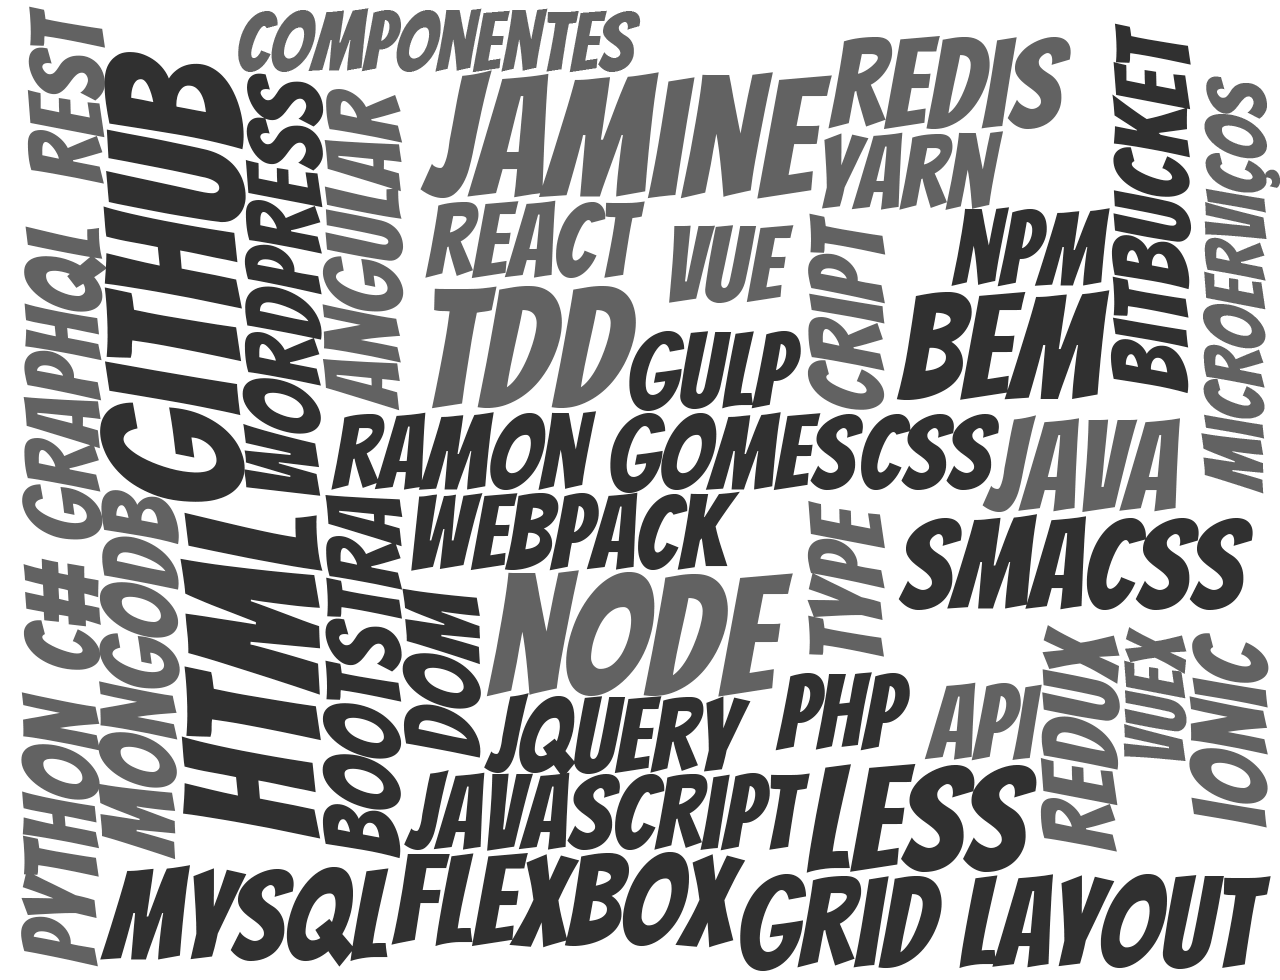 COMPONENTES
REST
GITHUB
WORDPRESS
ANGULAR
JAMINE
REDIS
YARN
BITBUCKET
MICROERVIÇOS
GRAPHQL
REACT
VUE
CRIPT
NPM
TDD
GULP
BEM
RAMON GOMES
CSS
JAVA
C#
MONGODB
HTML
BOOTSTRA
WEBPACK
TYPE
SMACSS
DOM
NODE
PYTHON
JQUERY
PHP
API
REDUX
VUEX
IONIC
JAVASCRIPT
LESS
MYSQL
FLEXBOX
GRID LAYOUT